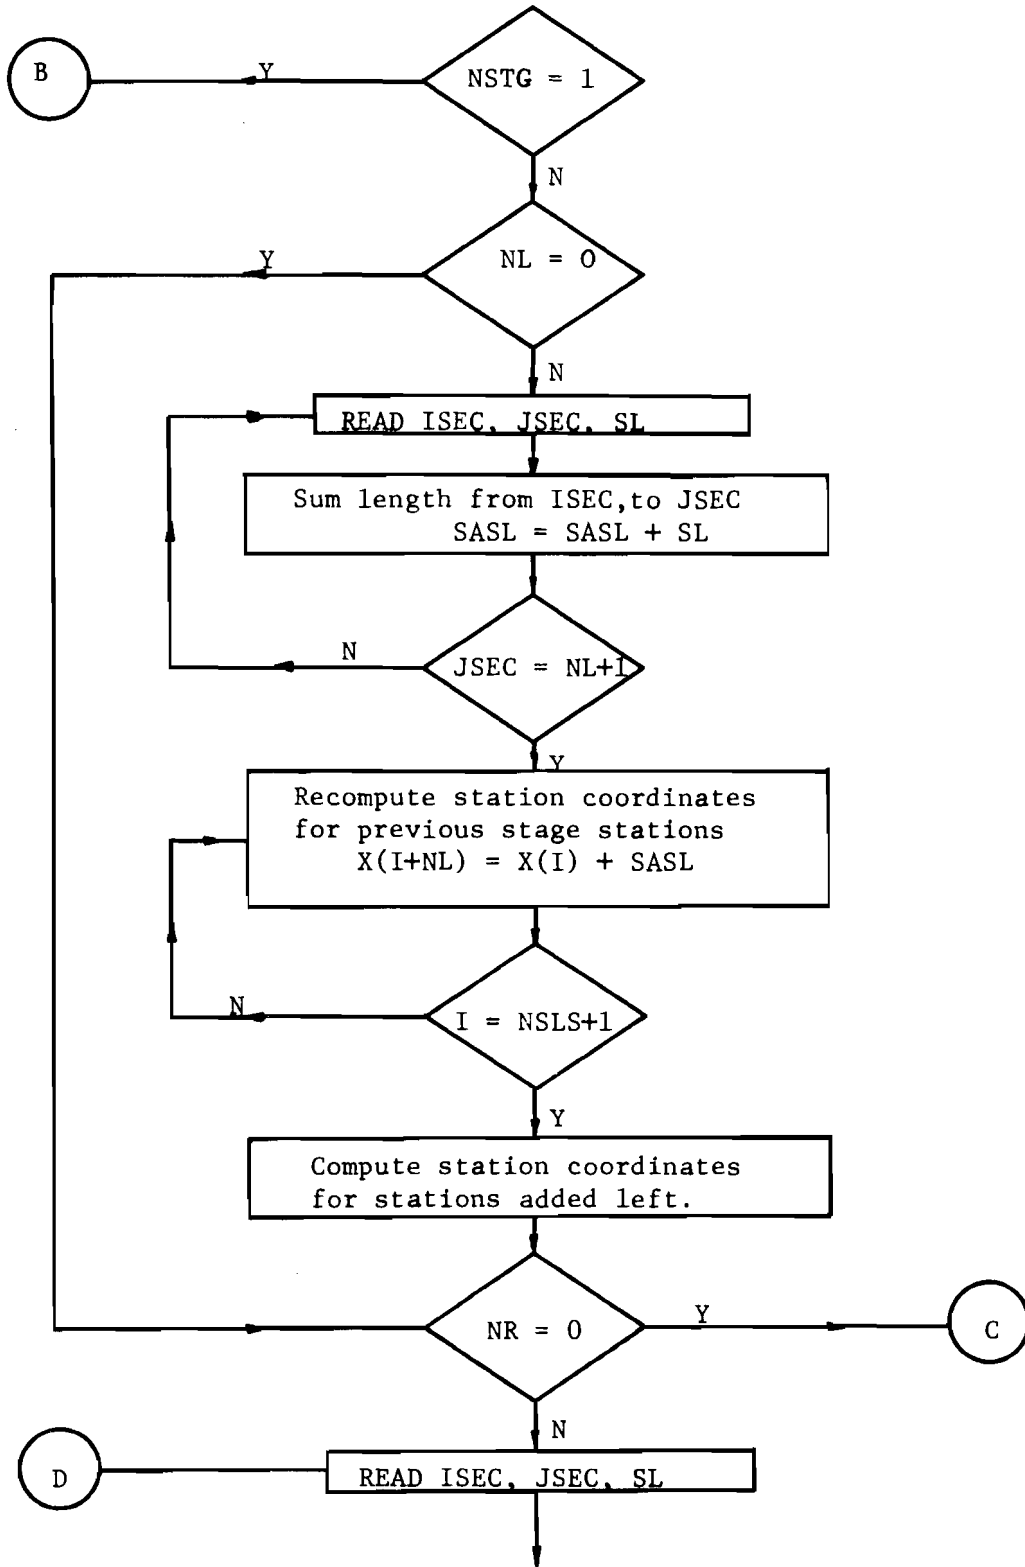 B
Y
NSTG = 1
N
Y
NL = 0
N
READ ISEC, JSEC, SL
Sum length from ISEC,to JSEC
SASL = SASL + SL
N
JSEC = NL+1
Y
Recompute station coordinates
for previous stage stations
X(I+NL) = X(I) + SASL
N
I = NSLS+1
Y
Compute station coordinates
for stations added left.
NR = 0
Y
C
N
D
READ ISEC, JSEC, SL